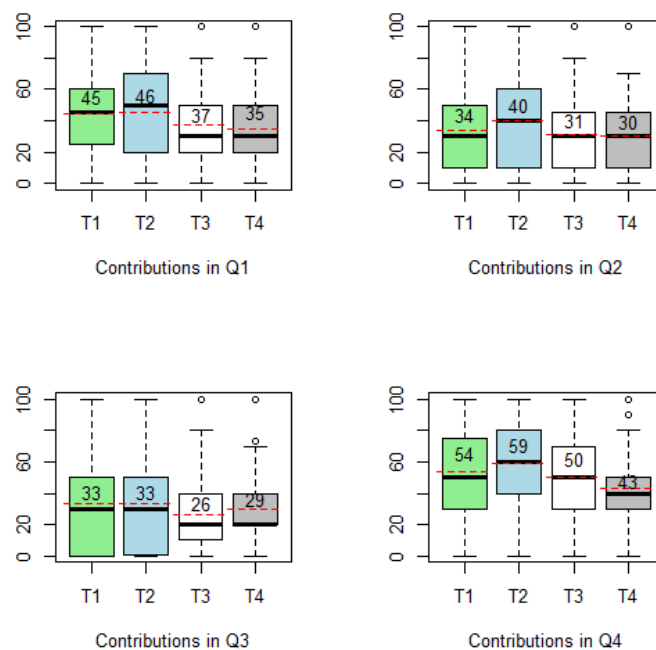 100
60
20
0
45 46 37 35
T1 T2 T3 T4
Contributions in Q1
100
60
20
0
34 40 31 30
T1 T2 T3 T4
Contributions in Q2
100
60
20
0
33 33 26 29
T1 T2 T3 T4
Contributions in Q3
100
60
20
0
54 59 50 43
T1 T2 T3 T4
Contributions in Q4